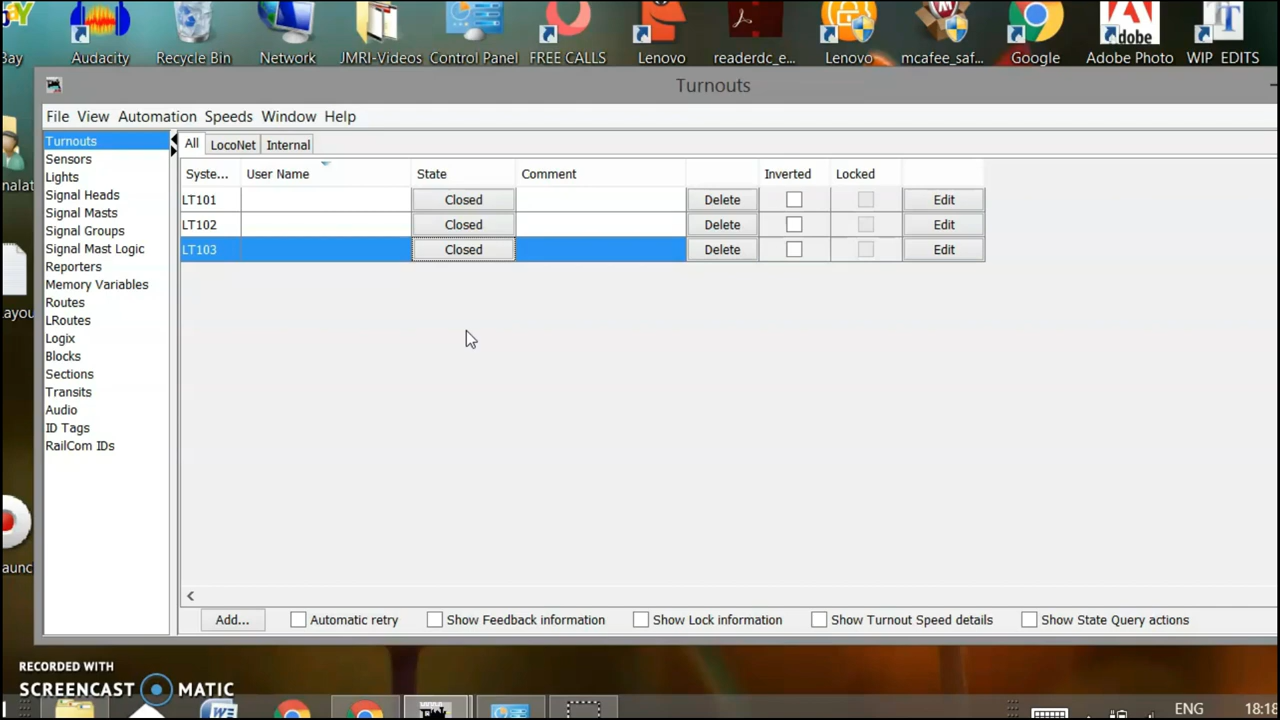 Bay
Audacity
Recycle Bin
Network
JMRI-Videos
Control Panel
FREE CALLS
Lenovo
readerdc_e...
Lenovo
mcafee_saf...
Google
Adobe
Adobe Photo
WIP EDITS
Turnouts
File View Automation Speeds Window Help
Turnouts
Sensors
Lights
Signal Heads
Signal Masts
Signal Groups
Signal Mast Logic
Reporters
Memory Variables
Routes
LRoutes
Logix
Blocks
Sections
Transits
Audio
ID Tags
RailCom IDs
All LocoNet Internal
Syste... User Name State Comment Inverted Locked
LT101 Closed Delete Edit
LT102 Closed Delete Edit
LT103 Closed Delete Edit
Add... Automatic retry Show Feedback information Show Lock information Show Turnout Speed details Show State Query actions
nalat
ayou
aunc
RECORDED WITH
SCREENCAST MATIC
ENG 18:18